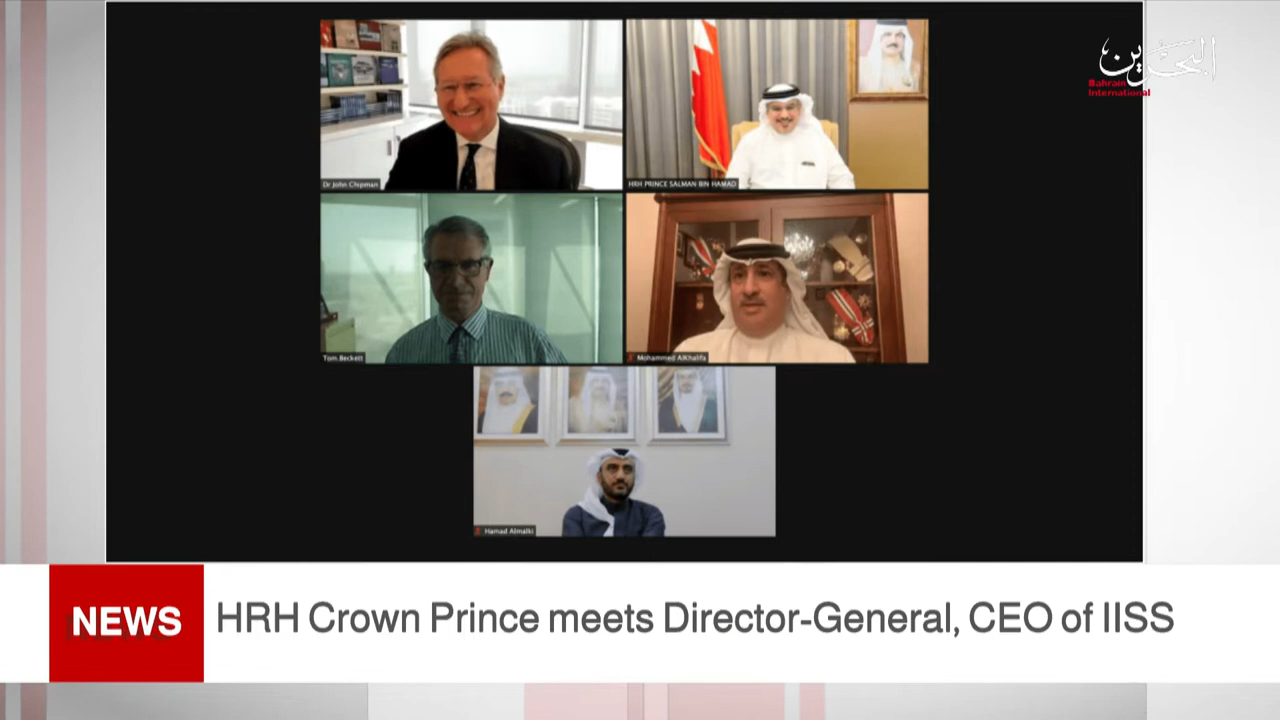 البحرين
Bahrain
International
Dr John Chipman
HRH PRINCE SALMAN BIN HAMAD
Tom Beckett
Mohammed AlKhalifa
Hamad Almalki
NEWS
HRH Crown Prince meets Director-General, CEO of IISS